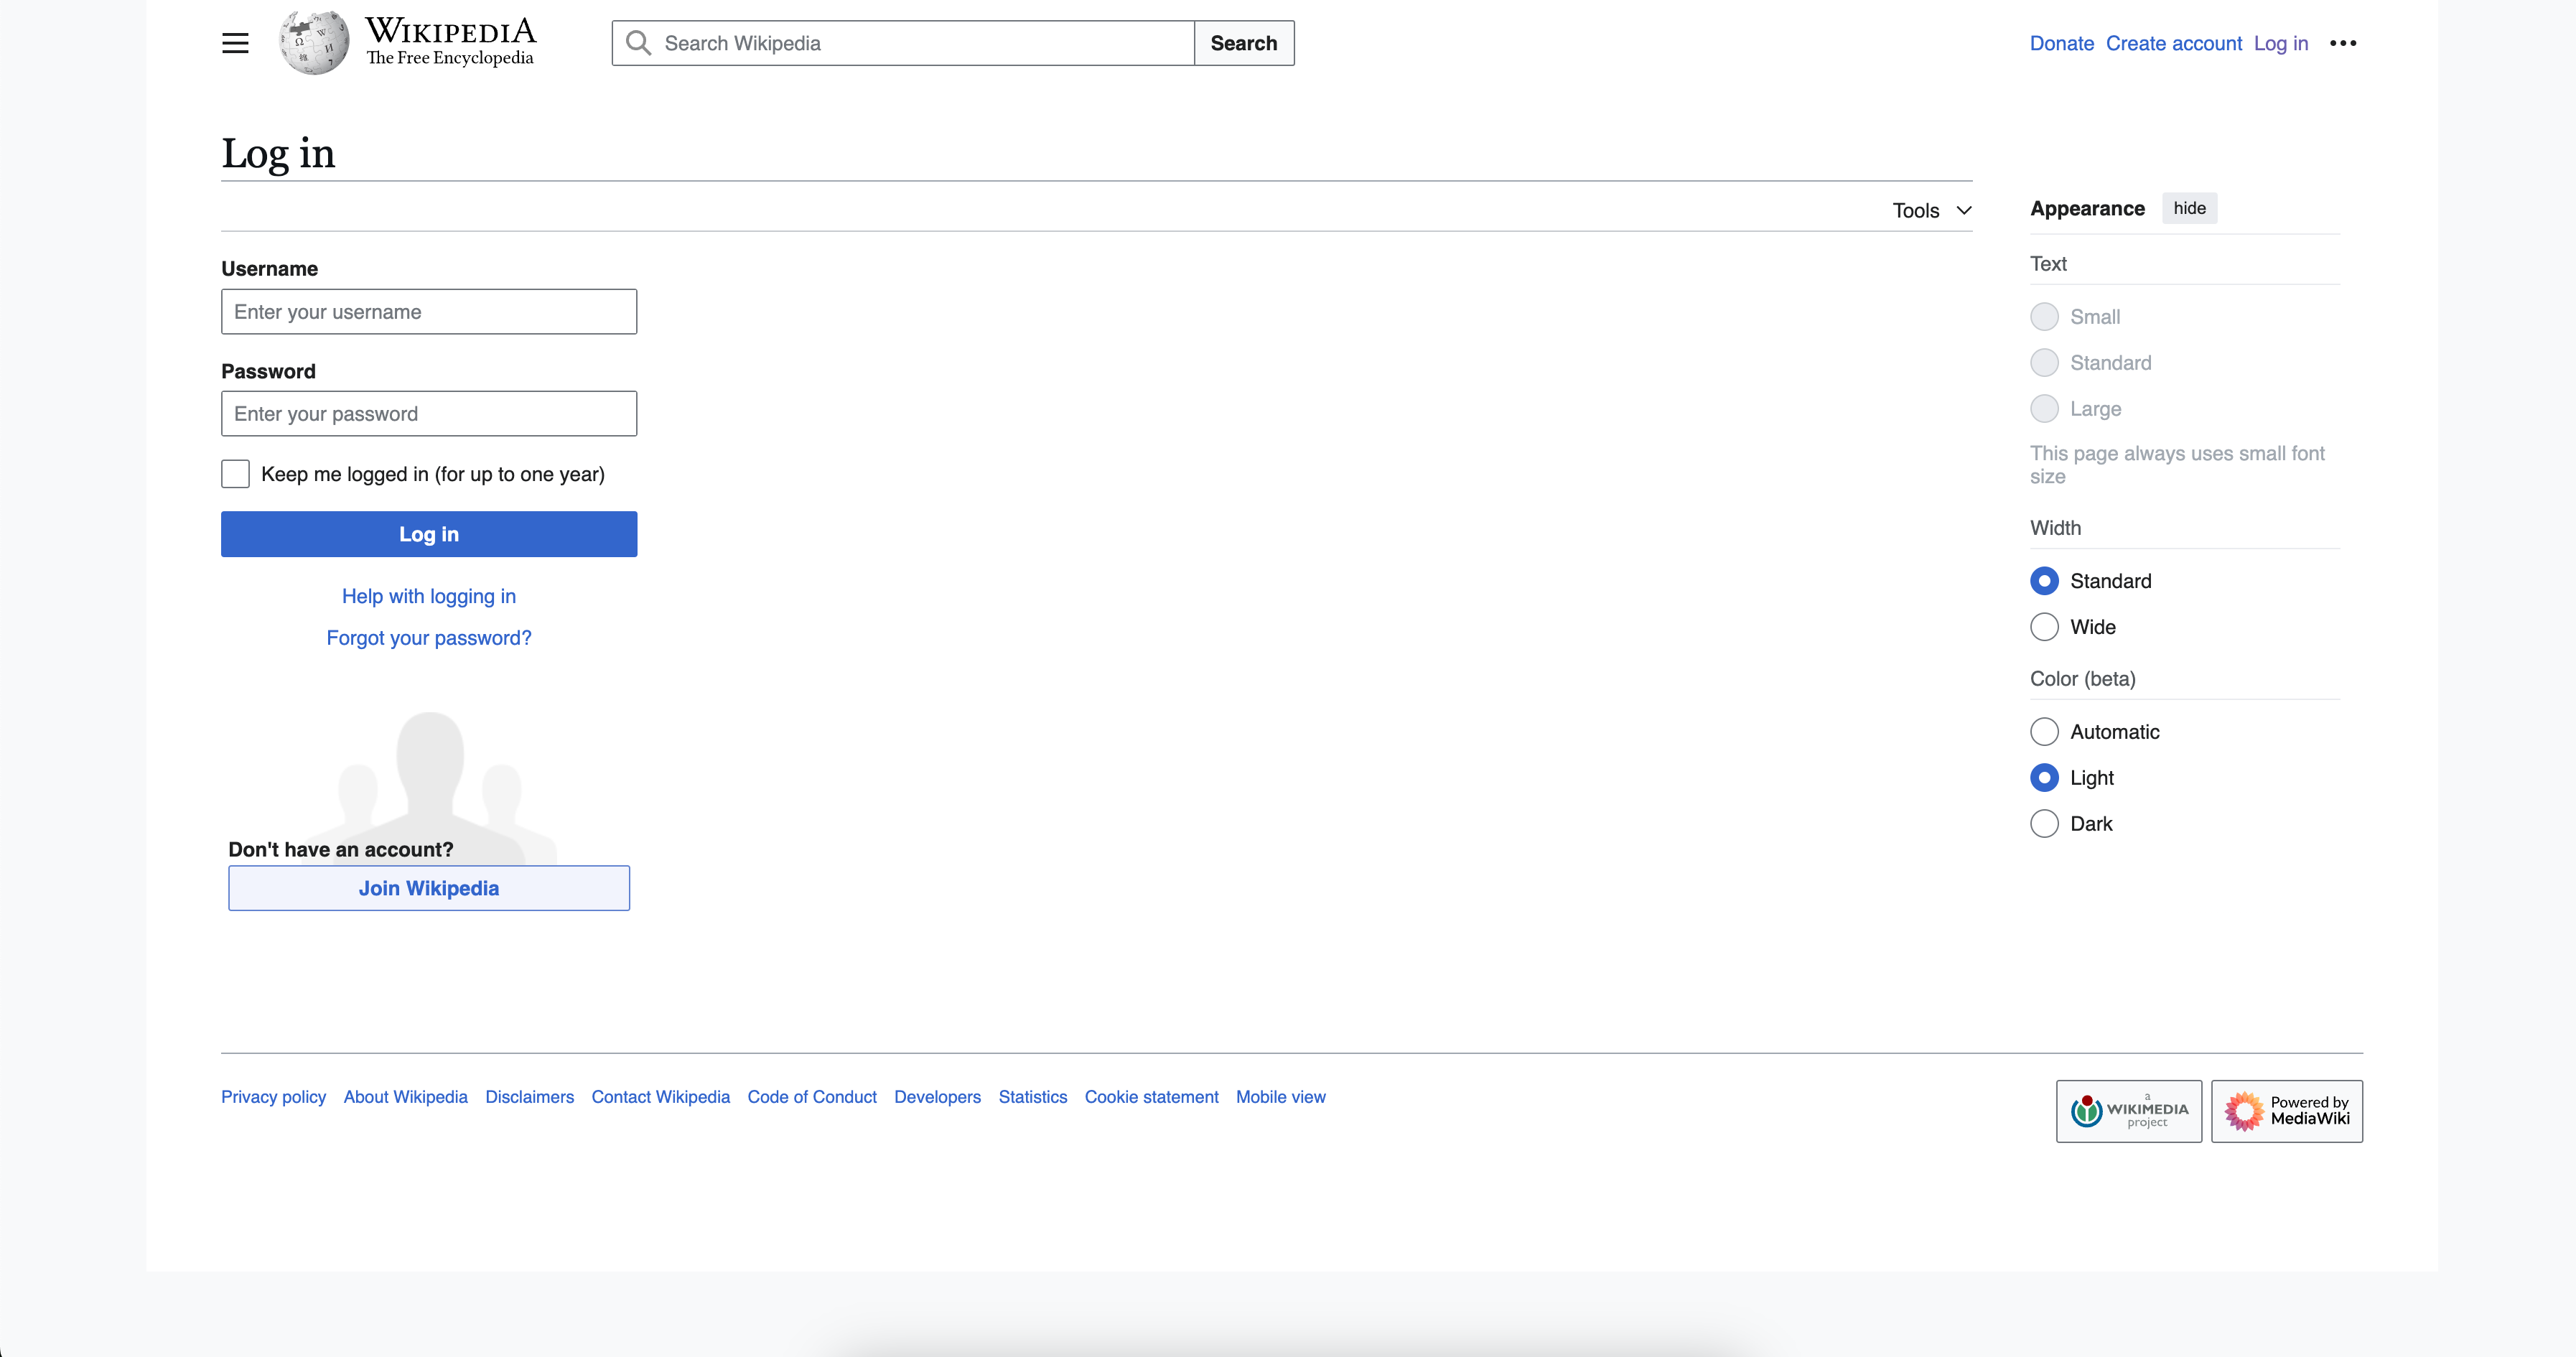 WIKIPEDIA
The Free Encyclopedia
Search Wikipedia
Search
Donate Create account Log in
Log in
Tools
Username
Enter your username
Password
Enter your password
Keep me logged in (for up to one year)
Log in
Help with logging in
Forgot your password?
Don't have an account?
Join Wikipedia
Appearance hide
Text
Small
Standard
Large
This page always uses small font
size
Width
Standard
Wide
Color (beta)
Automatic
Light
Dark
Privacy policy About Wikipedia Disclaimers Contact Wikipedia Code of Conduct Developers Statistics Cookie statement Mobile view
a
WIKIMEDIA
project
Powered by
MediaWiki